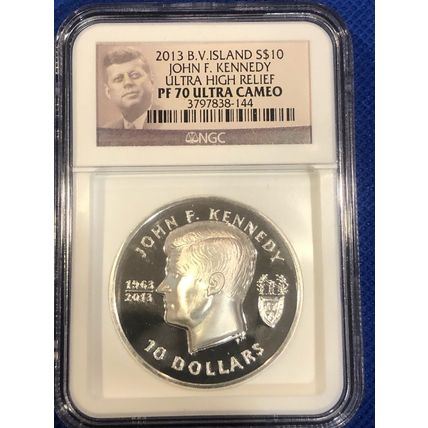 2013 B.V.ISLAND S$10
JOHN F. KENNEDY
ULTRA HIGH RELIEF
PF 70 ULTRA CAMEO
3797838-144
NGC
JOHN F. KENNEDY
1963
2013
10 DOLLARS